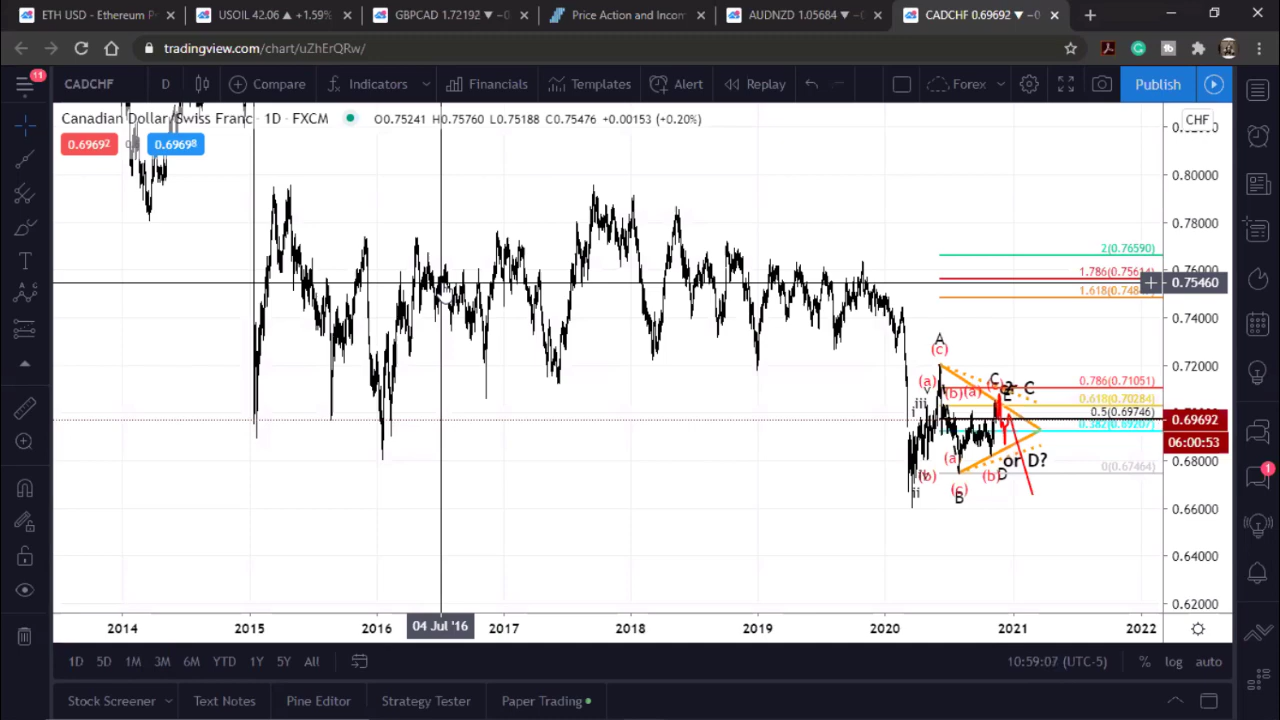 ETH USD - Ethereum P
USOIL 42.06 ▲ +1.59%
GBPCAD 1.72192 ▼ −0
Price Action and Incom
AUDNZD 1.05684 ▼ −0
CADCHF 0.69692 ▼ −0
tradingview.com/chart/uZhErQRw/
11
CADCHF D Compare Indicators Financials Templates Alert Replay Forex Publish
Canadian Dollar/Swiss Franc · 1D · FXCM O0.75241 H0.75760 L0.75188 C0.75476 +0.00153 (+0.20%)
CHF
0.69692 0.69698
0.80000
0.78000
2(0.76590)
0.76000
1.786(0.75614)
0.75460
0.74000
A
(c)
0.72000
(a) C
0.786(0.71051)
(b) (a)
0.618(0.70284)
0.5(0.69746)
0.69692
06:00:53
(a) or D?
0.68000
0(0.67464)
(b) (b) D
(c)
ii B
0.66000
0.64000
0.62000
2014 2015 2016 04 Jul '16 2017 2018 2019 2020 2021 2022
1D 5D 1M 3M 6M YTD 1Y 5Y All 10:59:07 (UTC-5) % log auto
Stock Screener Text Notes Pine Editor Strategy Tester Paper Trading
1